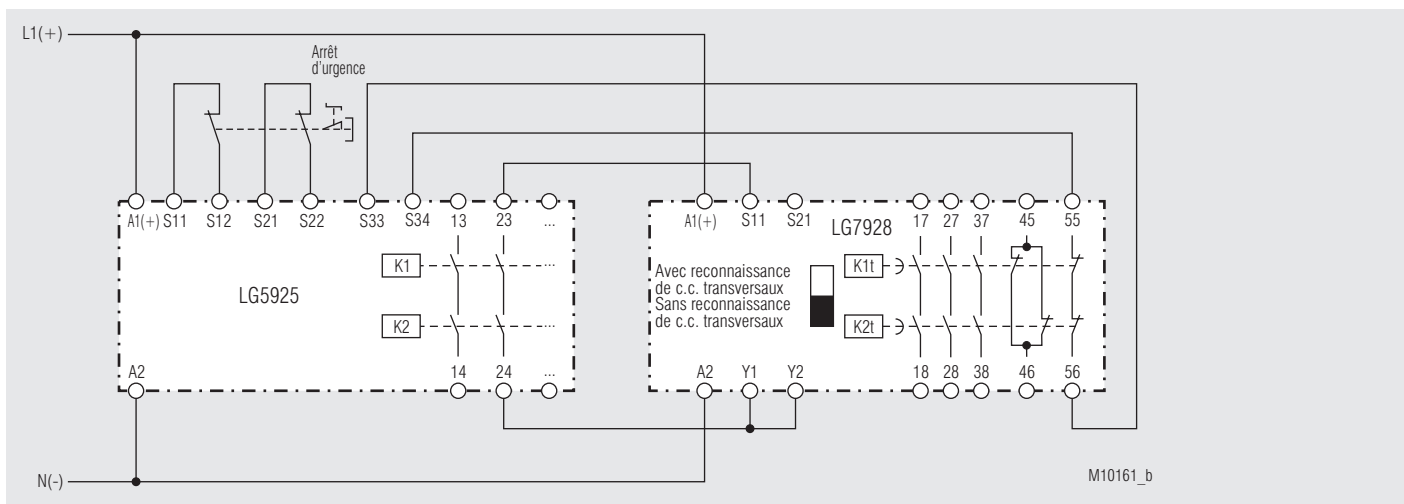 L1(+)
Arrêt
d'urgence
A1(+) S11 S12 S21 S22 S33 S34 13 23 ...
A1(+) S11 S21 17 27 37 45 55
LG7928
K1 ...
Avec reconnaissance
de c.c. transversaux
Sans reconnaissance
de c.c. transversaux
K1t
LG5925
K2 ...
K2t
A2 14 24 ...
A2 Y1 Y2 18 28 38 46 56
N(-)
M10161_b